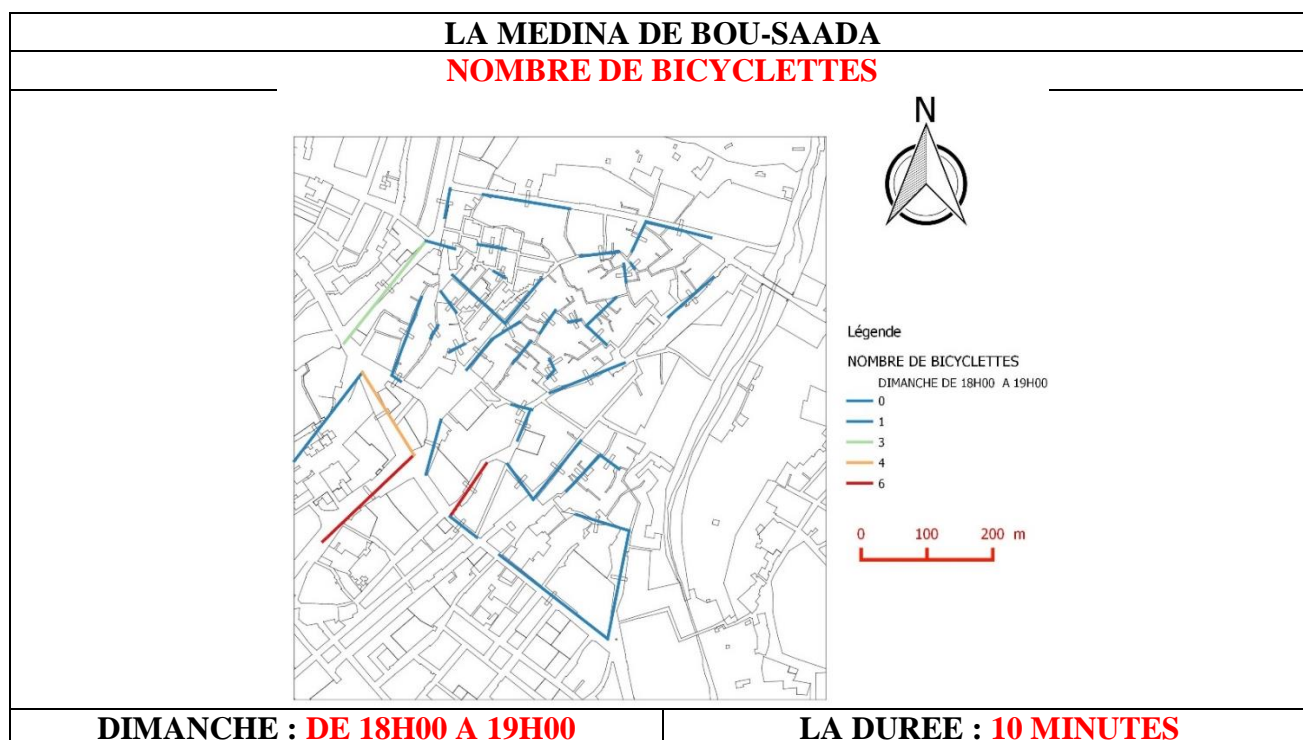 LA MEDINA DE BOU-SAADA
NOMBRE DE BICYCLETTES
N
Légende
NOMBRE DE BICYCLETTES
DIMANCHE DE 18H00 A 19H00
0
1
3
4
6
0 100 200 m
DIMANCHE : DE 18H00 A 19H00
LA DUREE : 10 MINUTES